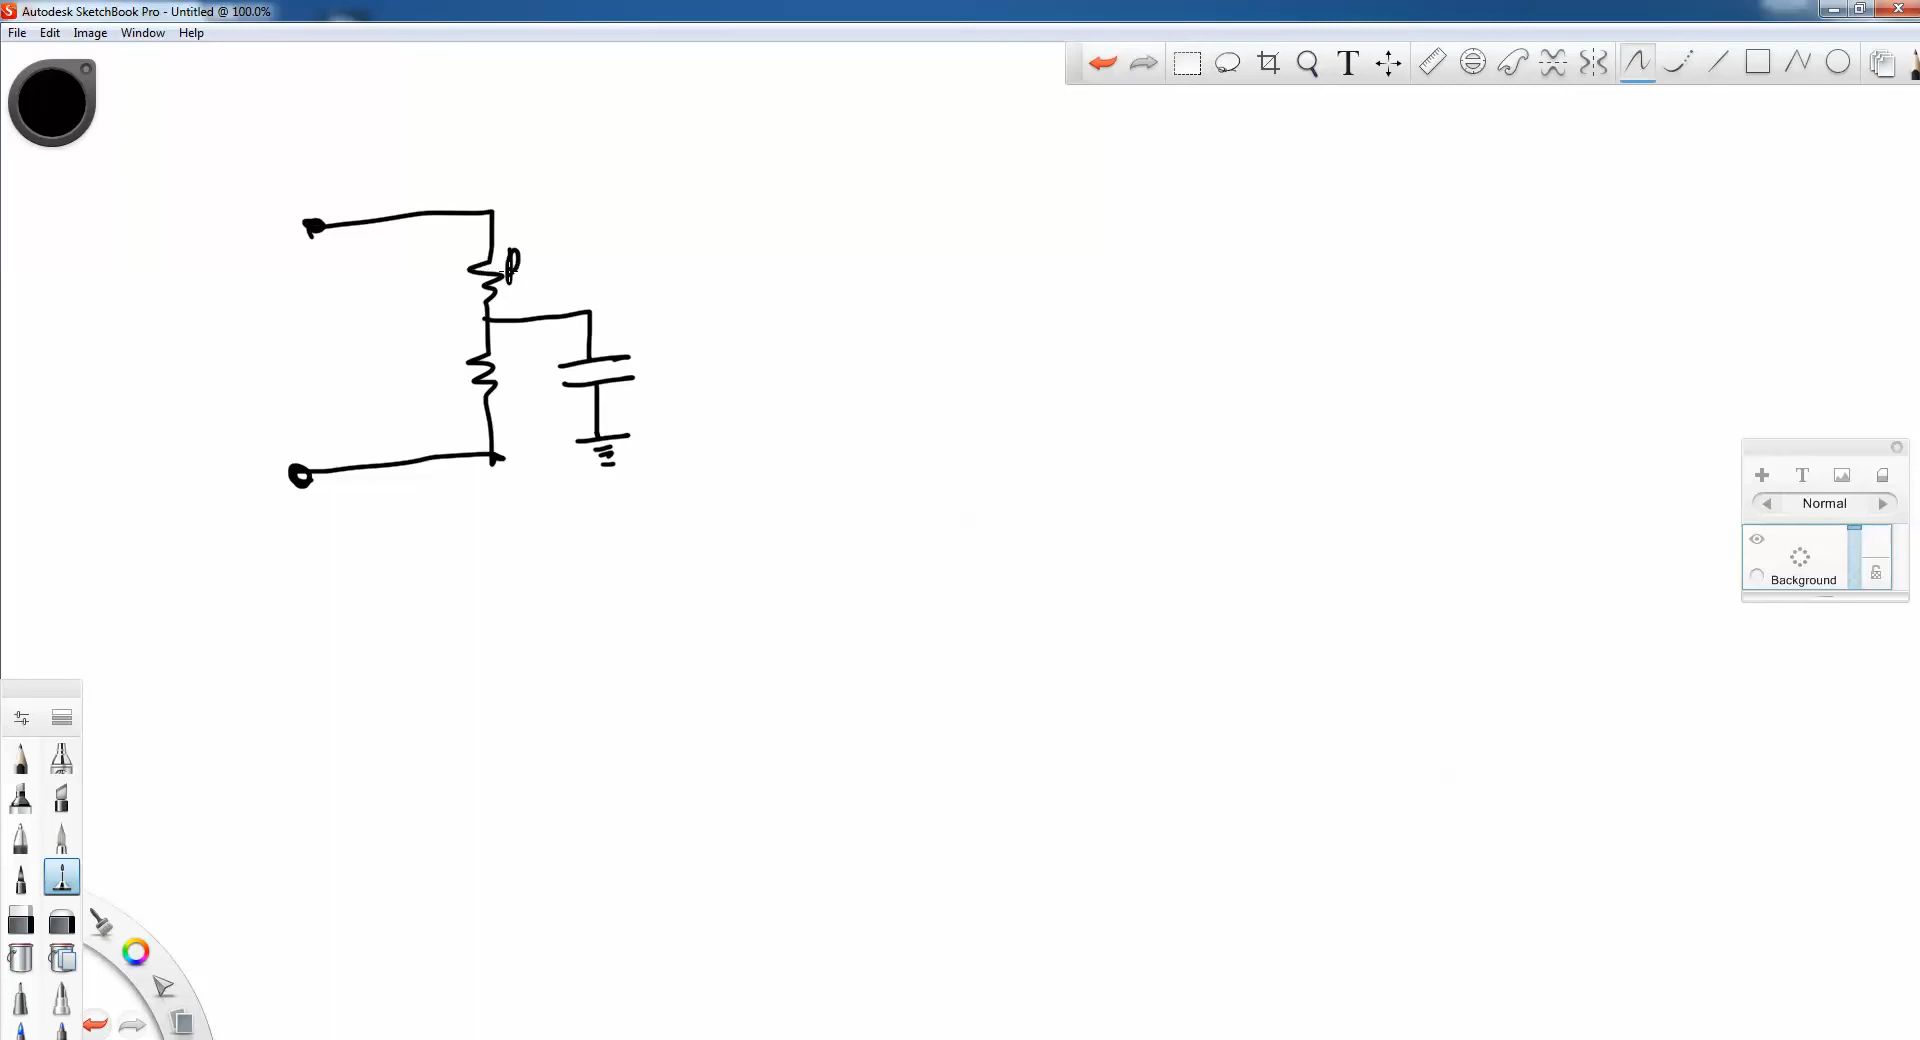 Autodesk SketchBook Pro - Untitled @ 100.0%
File Edit Image Window Help
T
P
T
Normal
Background